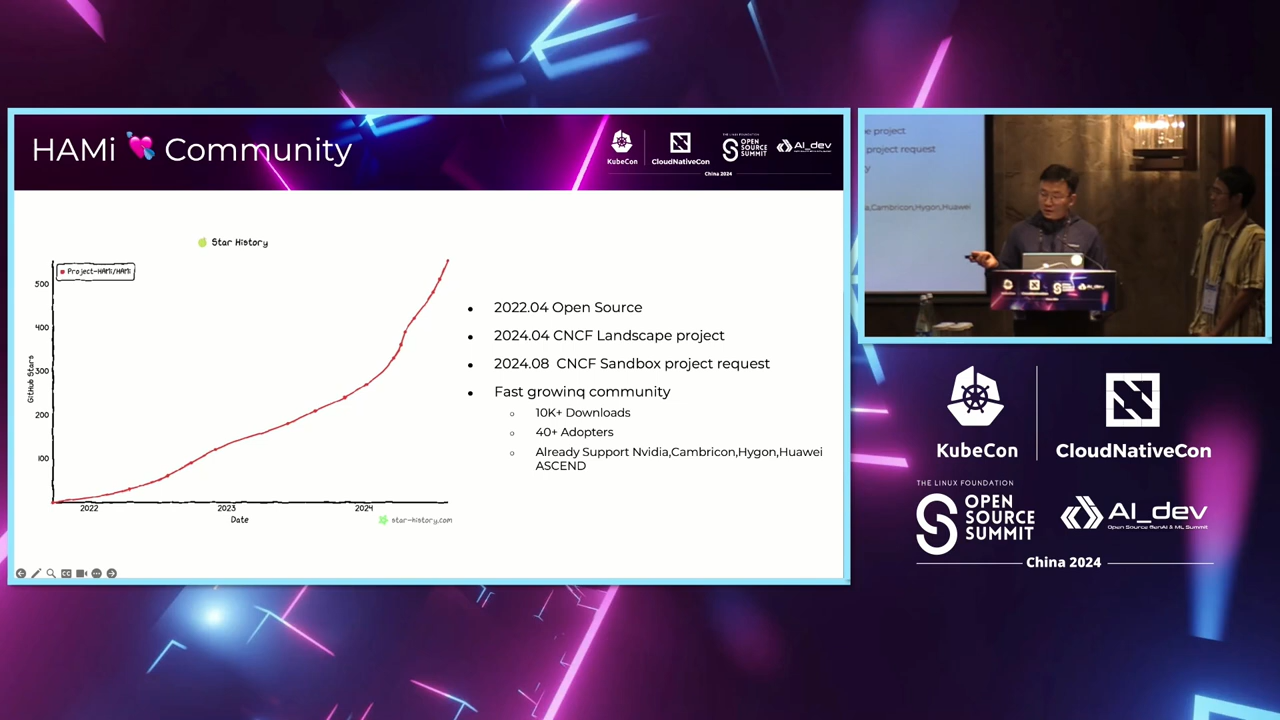 HAMi 💘 Community
KubeCon
CloudNativeCon
THE LINUX FOUNDATION
OPEN SOURCE SUMMIT
AI_dev
China 2024
Star History
Project-HAMi/HAMi
500
400
300
200
100
GitHub Stars
2022
2023
2024
Date
star-history.com
2022.04 Open Source
2024.04 CNCF Landscape project
2024.08 CNCF Sandbox project request
Fast growing community
10K+ Downloads
40+ Adopters
Already Support Nvidia,Cambricon,Hygon,Huawei
ASCEND
project
project request
Cambricon,Hygon,Huawei
KubeCon
CloudNativeCon
THE LINUX FOUNDATION
OPEN
SOURCE
SUMMIT
AI_dev
Open Source GenAI & ML Summit
China 2024